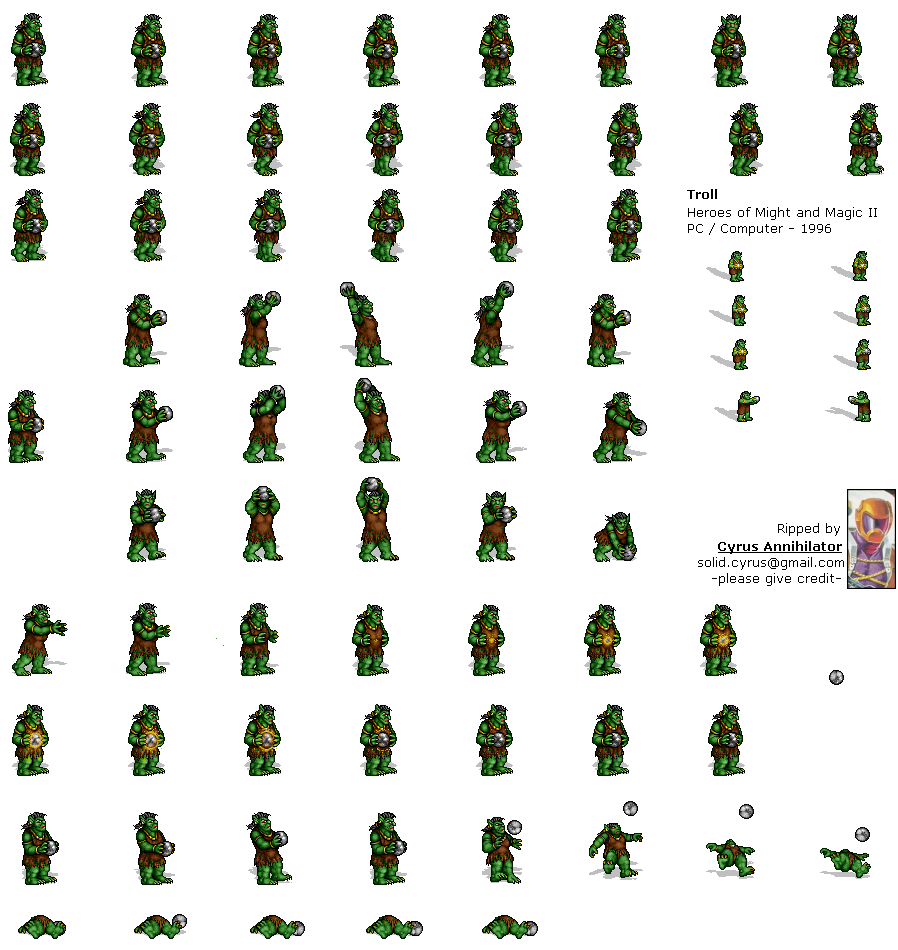 Troll
Heroes of Might and Magic II
PC / Computer - 1996
Ripped by
Cyrus Annihilator
solid.cyrus@gmail.com
-please give credit-